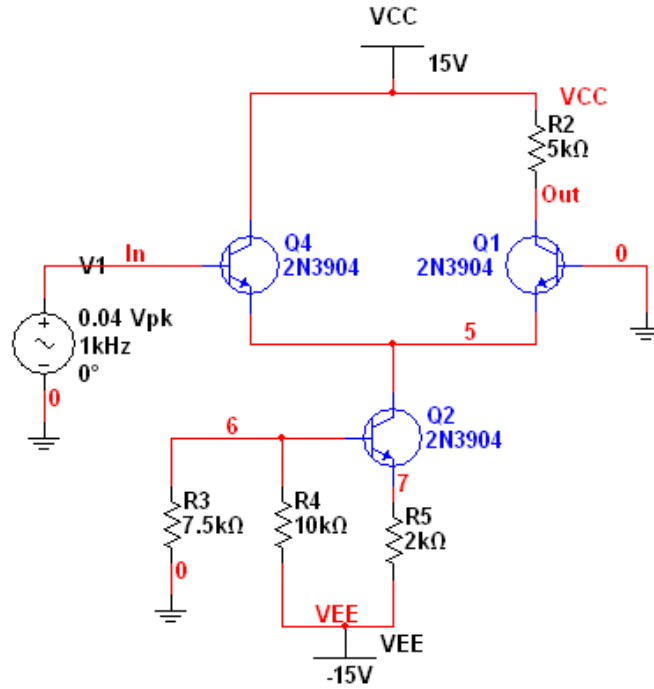 VCC
15V
VCC
R2
5kΩ
Out
Q4
2N3904
Q1
2N3904
In
V1
0
0.04 Vpk
1kHz
0°
0
5
Q2
2N3904
6
7
R3
7.5kΩ
R4
10kΩ
R5
2kΩ
0
VEE
VEE
-15V